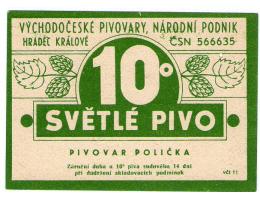 VÝCHODOČESKÉ PIVOVARY, NÁRODNÍ PODNIK
HRADEC KRÁLOVÉ ČSN 566635
10°
SVĚTLÉ PIVO
PIVOVAR POLIČKA
Záruční doba u 10° piva sudového 14 dní
při dodržení skladovacích podmínek